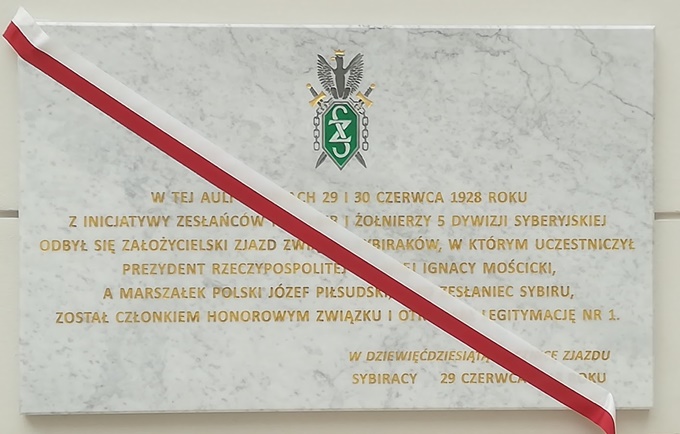 W TEJ AULI 29 I 30 CZERWCA 1928 ROKU
Z INICJATYWY ZESŁAŃCÓW I ŻOŁNIERZY 5 DYWIZJI SYBERYJSKIEJ
ODBYŁ SIĘ ZAŁOŻYCIELSKI ZJAZD SYBIRAKÓW, W KTÓRYM UCZESTNICZYŁ
PREZYDENT RZECZYPOSPOLITEJ IGNACY MOŚCICKI,
A MARSZAŁEK POLSKI JÓZEF PIŁSUDSKI, ZESŁANIEC SYBIRU,
ZOSTAŁ CZŁONKIEM HONOROWYM ZWIĄZKU I LEGITYMACJĘ NR 1.
W ZJAZDU
SYBIRACY 29 CZERWCA ROKU